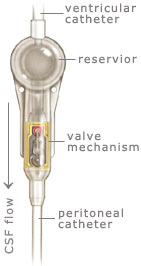 ventricular
catheter
reservior
valve
mechanism
peritoneal
catheter
CSF flow